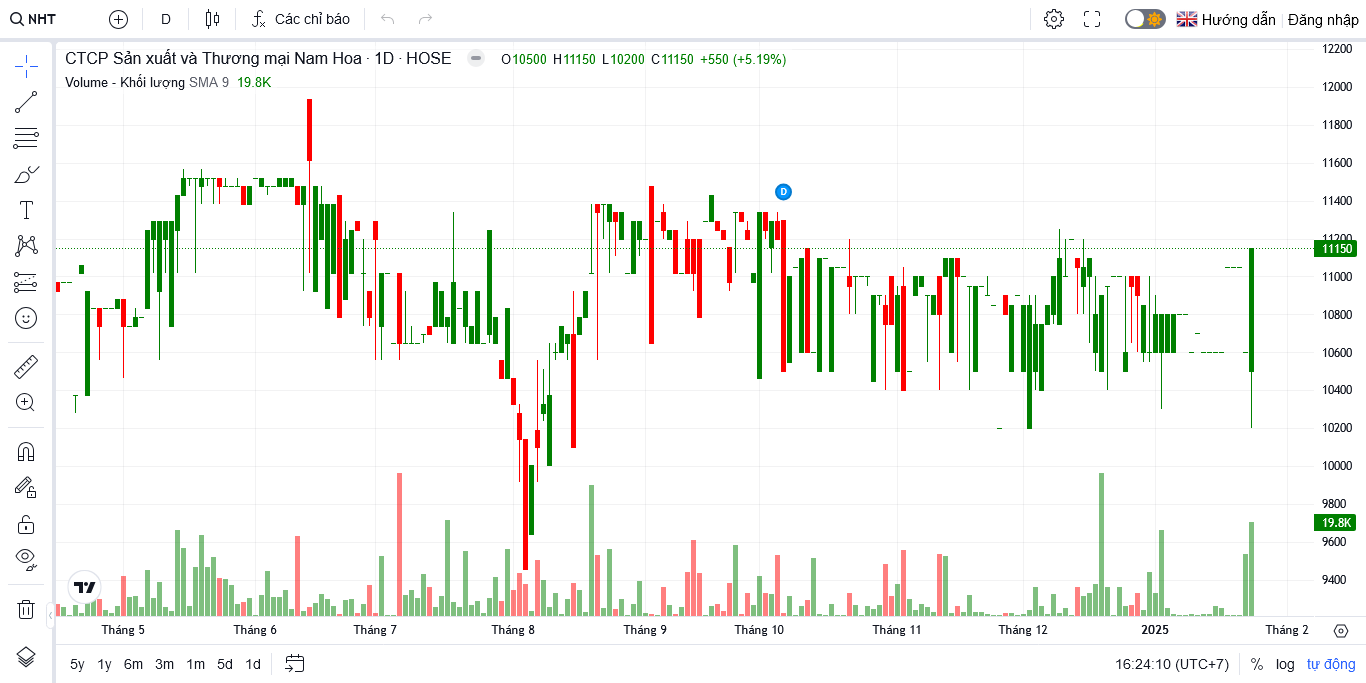 NHT D Các chỉ báo Hướng dẫn Đăng nhập
CTCP Sản xuất và Thương mại Nam Hoa · 1D · HOSE O10500 H11150 L10200 C11150 +550 (+5.19%)
Volume - Khối lượng SMA 9 19.8K
12200
12000
11800
11600
11400
D
11200
11150
11000
10800
10600
10400
10200
10000
9800
19.8K
9600
9400
Tháng 5 Tháng 6 Tháng 7 Tháng 8 Tháng 9 Tháng 10 Tháng 11 Tháng 12 2025 Tháng 2
5y 1y 6m 3m 1m 5d 1d 16:24:10 (UTC+7) % log tự động